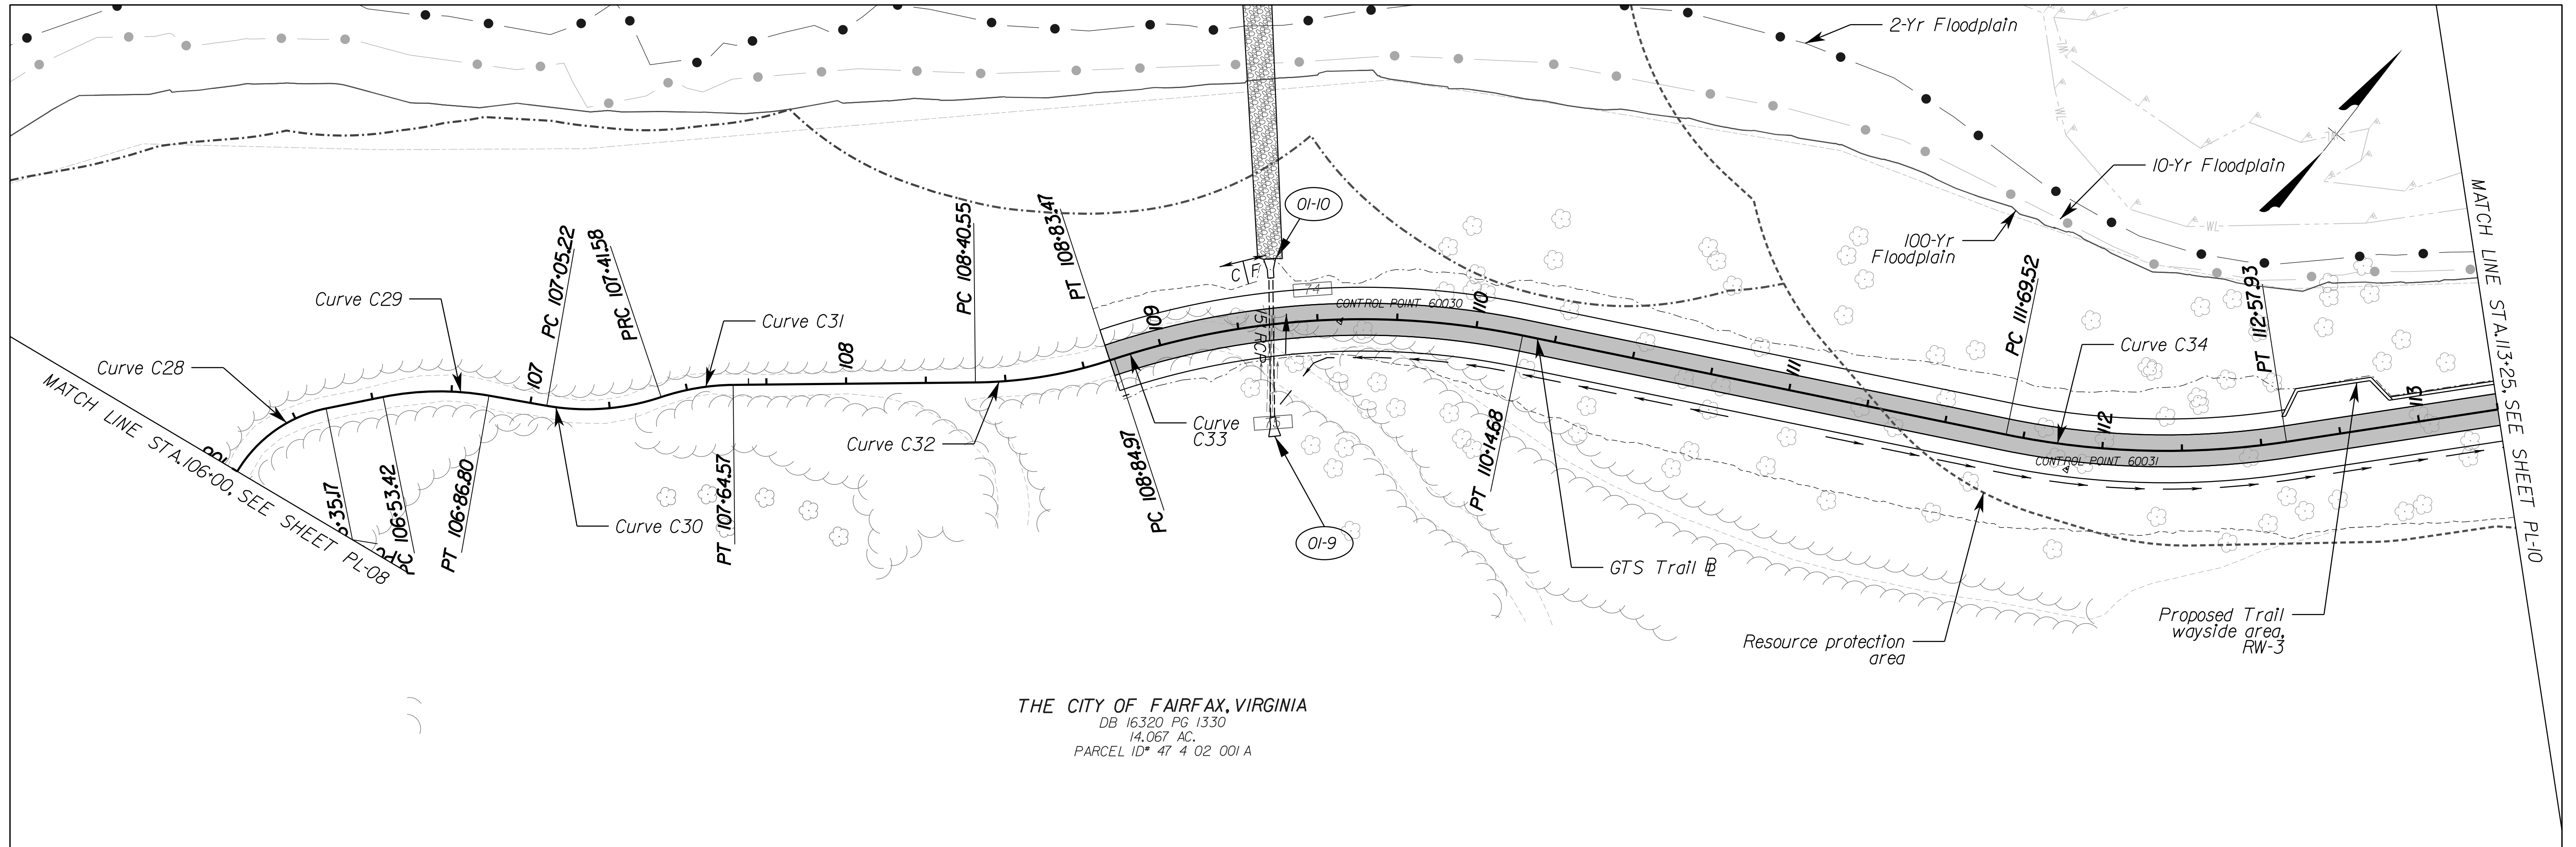 2-Yr Floodplain
10-Yr Floodplain
100-Yr
Floodplain
MATCH LINE STA. 113+25, SEE SHEET PL-10
01-10
C
F
74
CONTROL POINT 60030
PT 108+83.47
PC 108+40.55
PRC 107+41.58
PC 107+05.22
Curve C29
Curve C31
Curve C28
107
108
109
110
111
112
113
PC 111+69.52
PT 112+57.93
Curve C34
Curve
C33
Curve C32
Curve C30
MATCH LINE STA. 106+00, SEE SHEET PL-08
PC 106+53.42
PT 106+86.80
PT 107+64.57
PC 108+84.97
PT 110+14.68
01-9
CONTROL POINT 60031
GTS Trail BL
Resource protection
area
Proposed Trail
wayside area,
RW-3
WL
WL
WL
WL
THE CITY OF FAIRFAX, VIRGINIA
DB 16320 PG 1330
14.067 AC.
PARCEL ID# 47 4 02 001 A